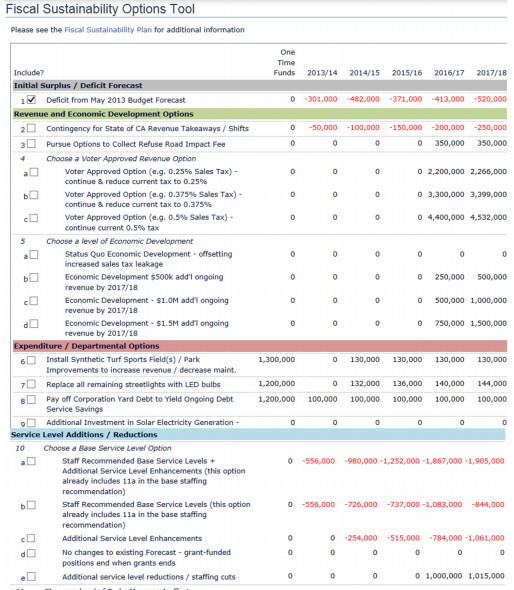 Fiscal Sustainability Options Tool
Please see the Fiscal Sustainability Plan for additional information
One
Time
Include? Funds 2013/14 2014/15 2015/16 2016/17 2017/18
Initial Surplus / Deficit Forecast
1 Deficit from May 2013 Budget Forecast 0 -301,000 -482,000 -371,000 -413,000 -520,000
Revenue and Economic Development Options
2 Contingency for State of CA Revenue Takeaways / Shifts 0 -50,000 -100,000 -150,000 -200,000 -250,000
3 Pursue Options to Collect Refuse Road Impact Fee 0 0 0 0 350,000 350,000
4 Choose a Voter Approved Revenue Option
a Voter Approved Option (e.g. 0.25% Sales Tax) - 0 0 0 0 2,200,000 2,266,000
continue & reduce current tax to 0.25%
b Voter Approved Option (e.g. 0.375% Sales Tax) - 0 0 0 0 3,300,000 3,399,000
continue & reduce current tax to 0.375%
c Voter Approved Option (e.g. 0.5% Sales Tax) - 0 0 0 0 4,400,000 4,532,000
continue current 0.5% tax
5 Choose a level of Economic Development
a Status Quo Economic Development - offsetting 0 0 0 0 0 0
increased sales tax leakage
b Economic Development $500k add'l ongoing 0 0 0 0 250,000 500,000
revenue by 2017/18
c Economic Development - $1.0M add'l ongoing 0 0 0 0 500,000 1,000,000
revenue by 2017/18
d Economic Development - $1.5M add'l ongoing 0 0 0 0 750,000 1,500,000
revenue by 2017/18
Expenditure / Departmental Options
6 Install Synthetic Turf Sports Field(s) / Park 1,300,000 0 130,000 130,000 130,000 130,000
Improvements to increase revenue / decrease maint.
7 Replace all remaining streetlights with LED bulbs 1,200,000 0 132,000 136,000 140,000 144,000
8 Pay off Corporation Yard Debt to Yield Ongoing Debt 1,200,000 100,000 100,000 100,000 100,000 100,000
Service Savings
9 Additional Investment in Solar Electricity Generation - 0 0 0 0 0 0
Service Level Additions / Reductions
10 Choose a Base Service Level Option
a Staff Recommended Base Service Levels + 0 -556,000 -980,000 -1,252,000 -1,867,000 -1,905,000
Additional Service Level Enhancements (this option
already includes 11a in the base staffing
recommendation)
b Staff Recommended Base Service Levels (this option 0 -556,000 -726,000 -737,000 -1,083,000 -844,000
already includes 11a in the base staffing
recommendation)
c Additional Service Level Enhancements 0 0 -254,000 -515,000 -784,000 -1,061,000
d No changes to existing Forecast - grant-funded 0 0 0 0 0 0
positions end when grants ends
e Additional service level reductions / staffing cuts 0 0 0 0 1,000,000 1,015,000